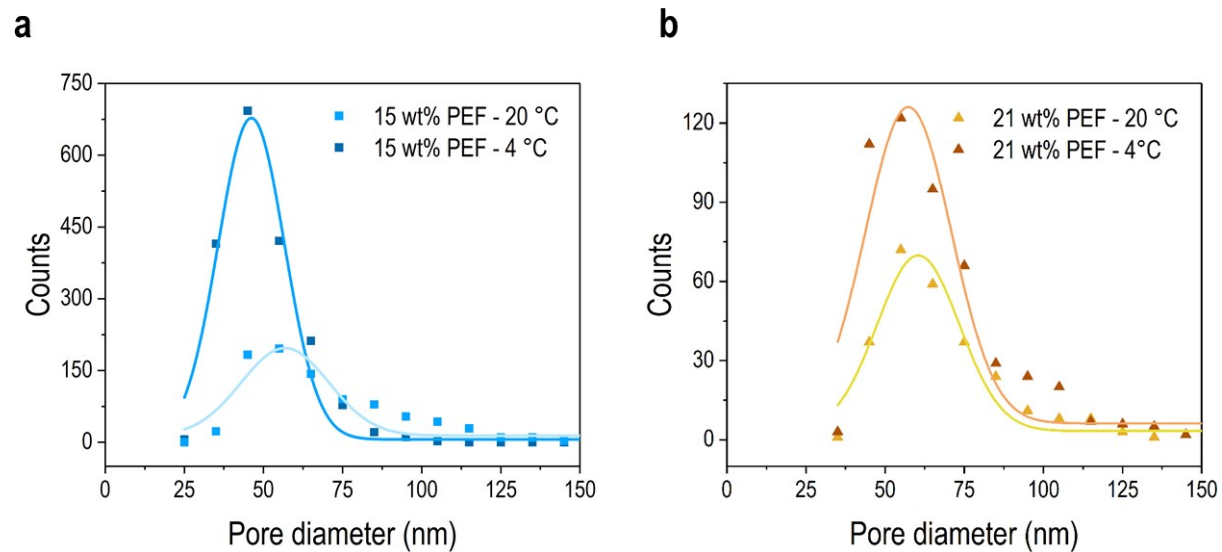 a
750
600
450
300
150
0
Counts
15 wt% PEF - 20 °C
15 wt% PEF - 4 °C
0 25 50 75 100 125 150
Pore diameter (nm)
b
120
90
60
30
0
Counts
21 wt% PEF - 20 °C
21 wt% PEF - 4°C
0 25 50 75 100 125 150
Pore diameter (nm)